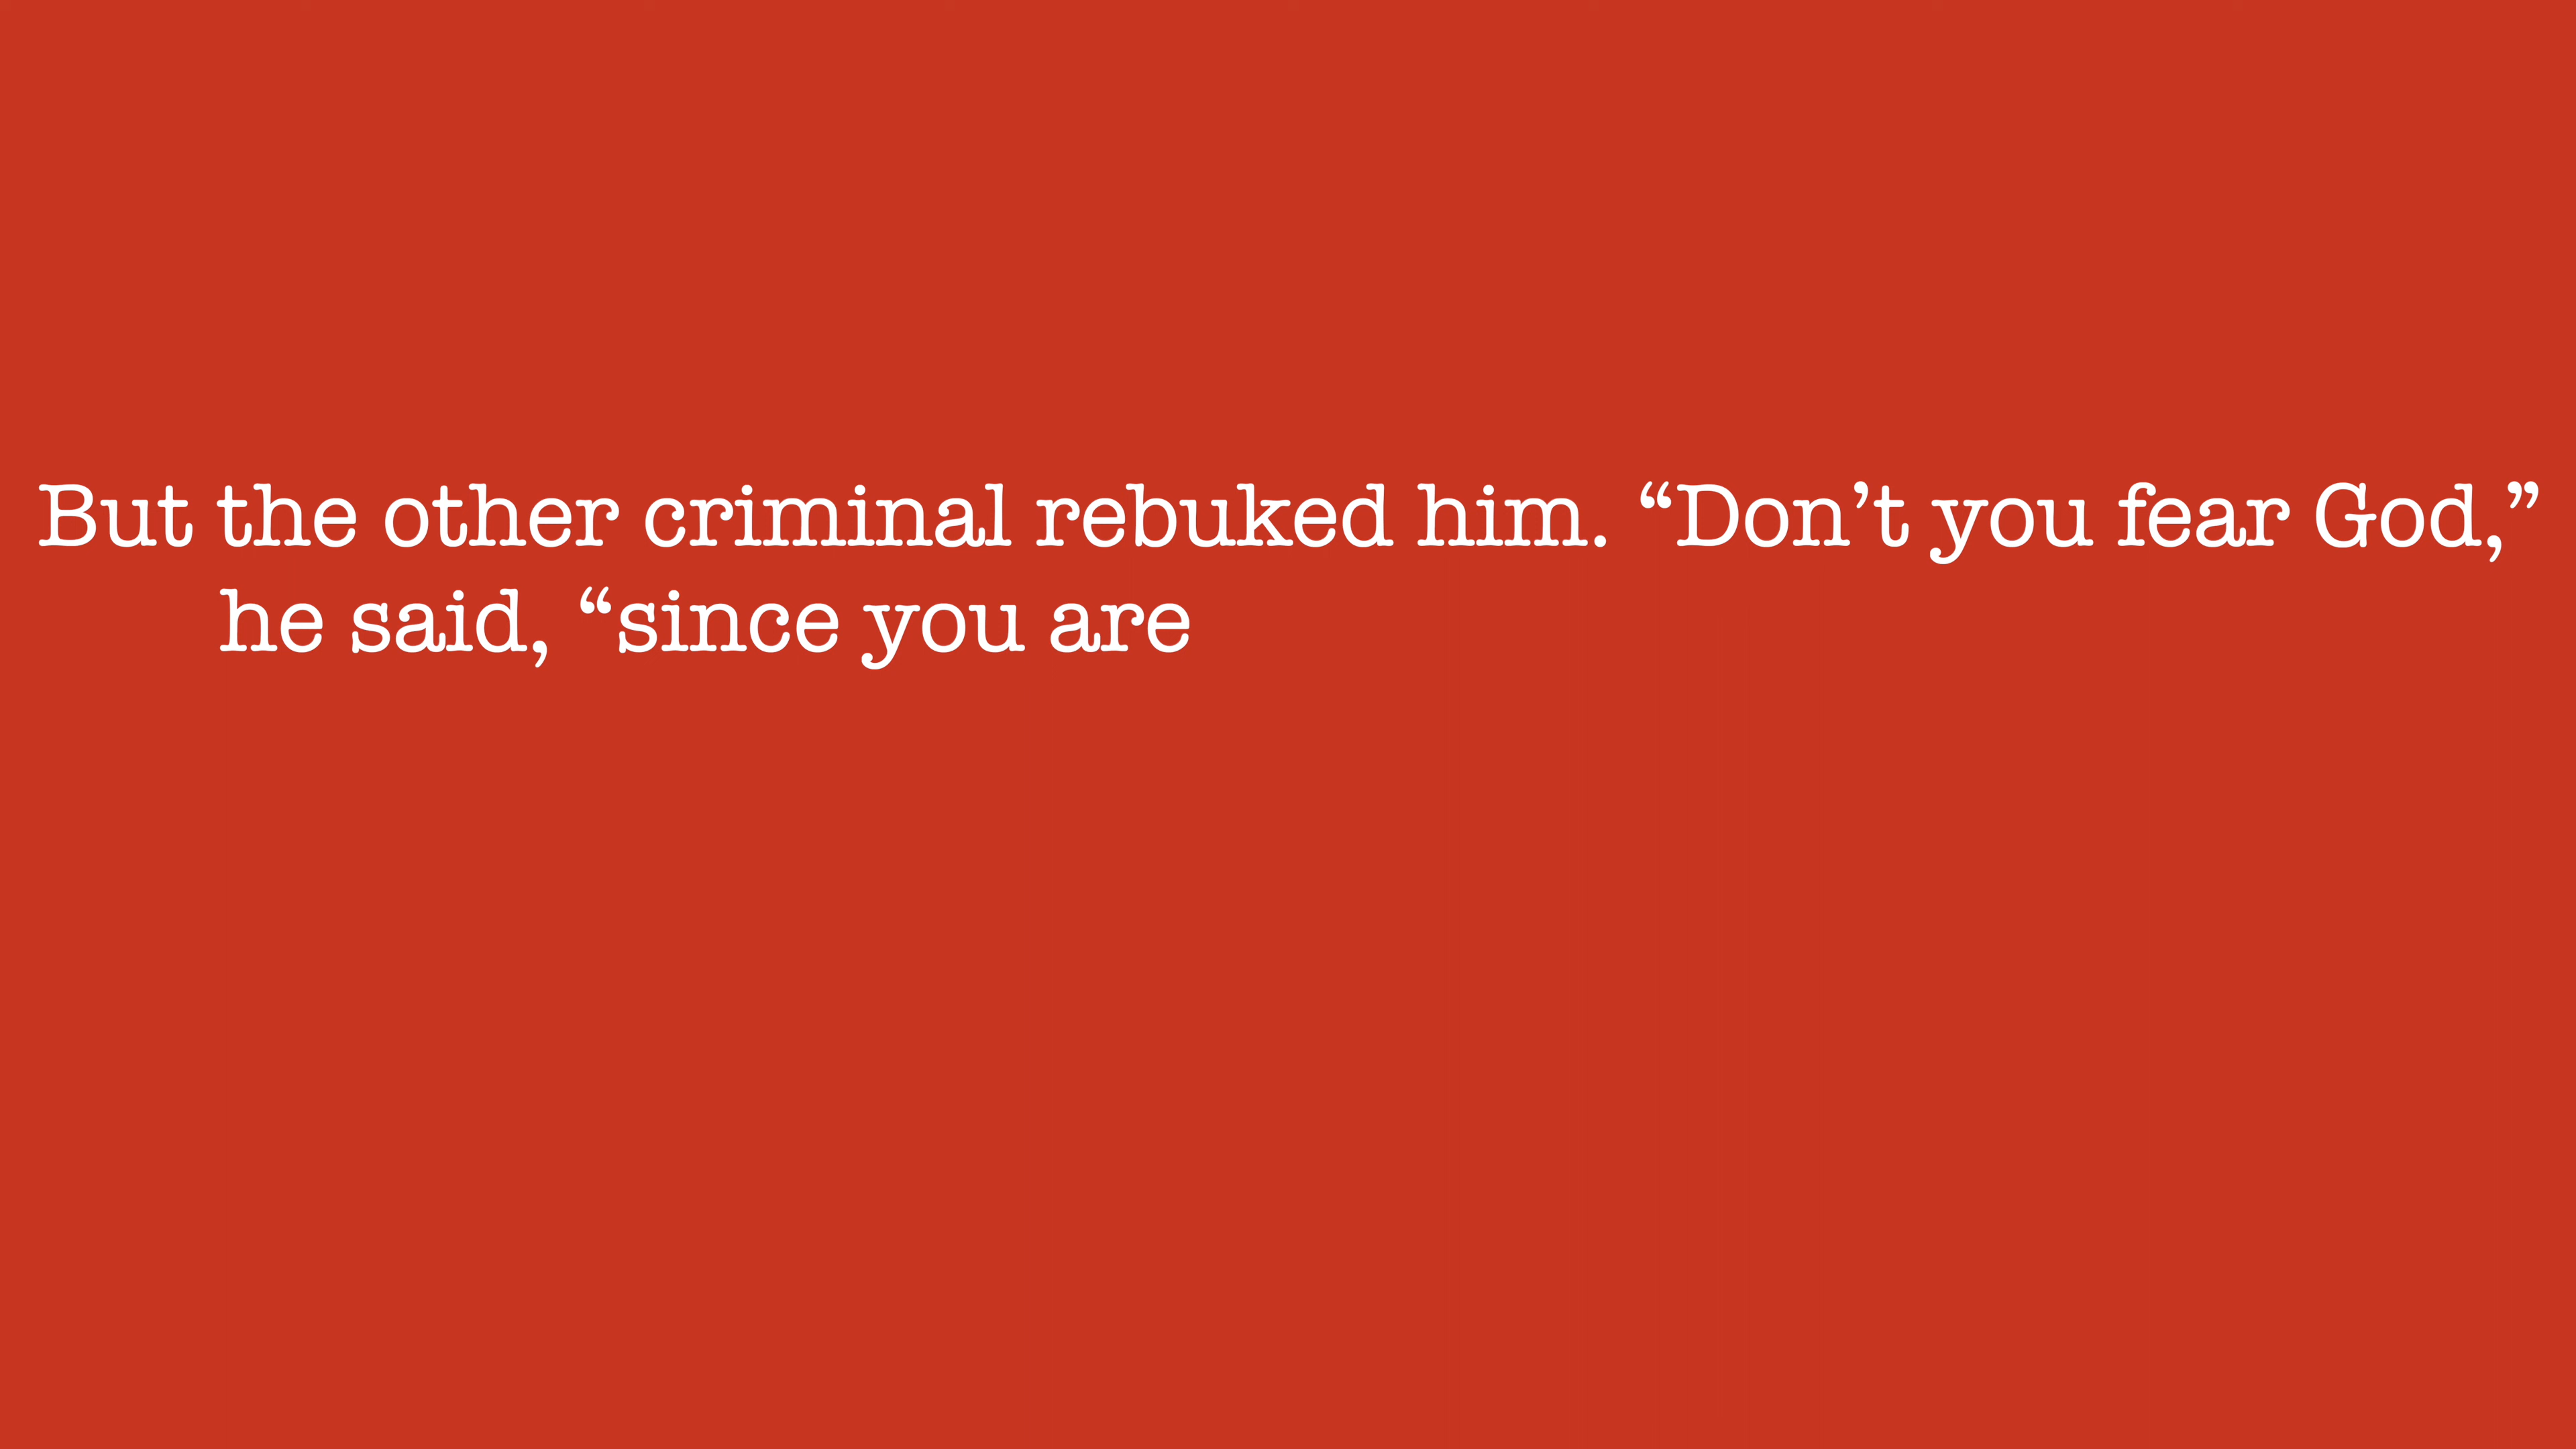 But the other criminal rebuked him. “Don’t you fear God,”
he said, “since you are